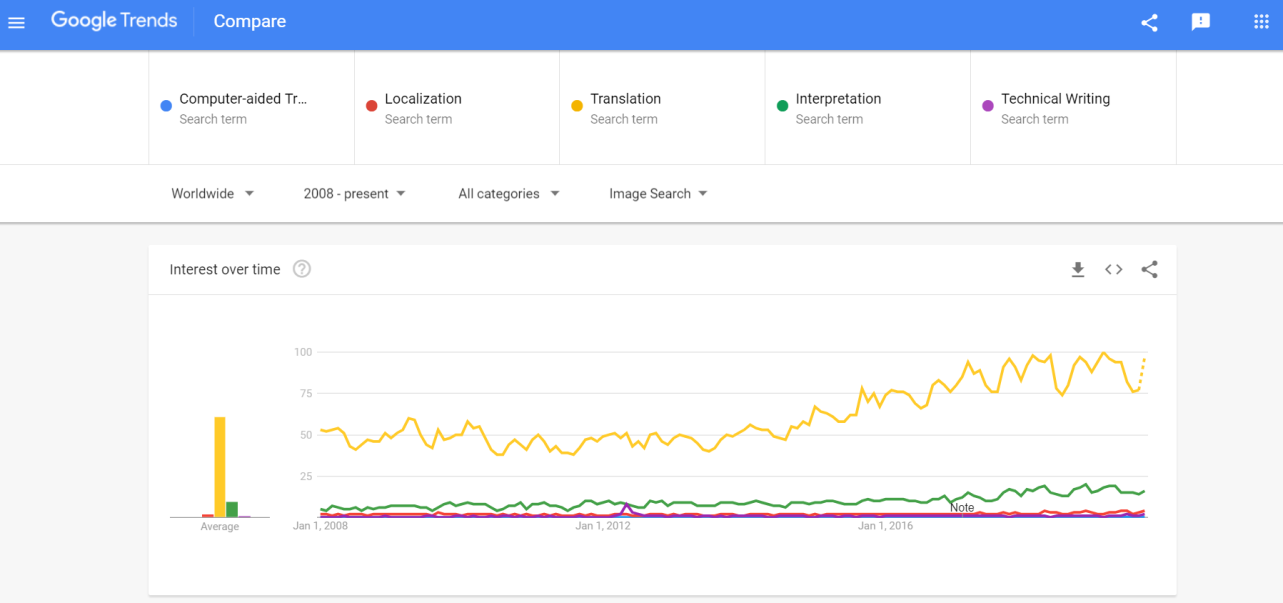 Google Trends Compare
Computer-aided Tr...
Search term
Localization
Search term
Translation
Search term
Interpretation
Search term
Technical Writing
Search term
Worldwide 2008 - present All categories Image Search
Interest over time ?
100
75
50
25
Note
Average Jan 1, 2008 Jan 1, 2012 Jan 1, 2016